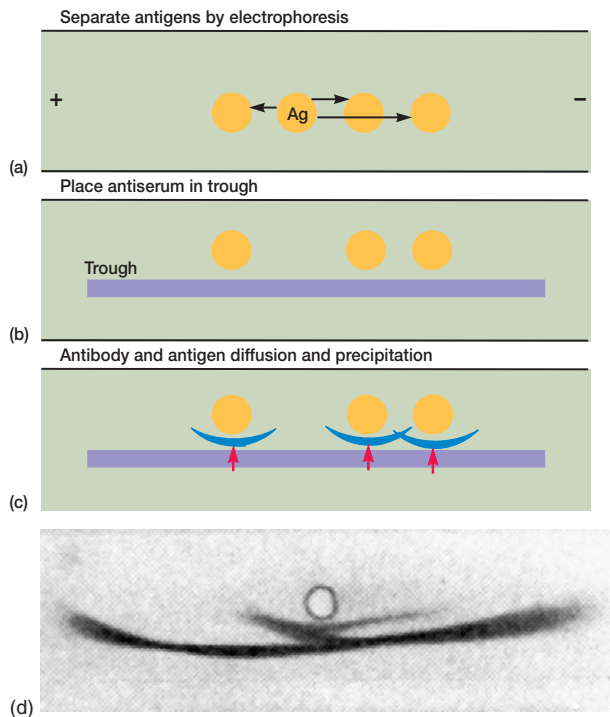 Separate antigens by electrophoresis
+
Ag
−
(a)
Place antiserum in trough
Trough
(b)
Antibody and antigen diffusion and precipitation
(c)
(d)